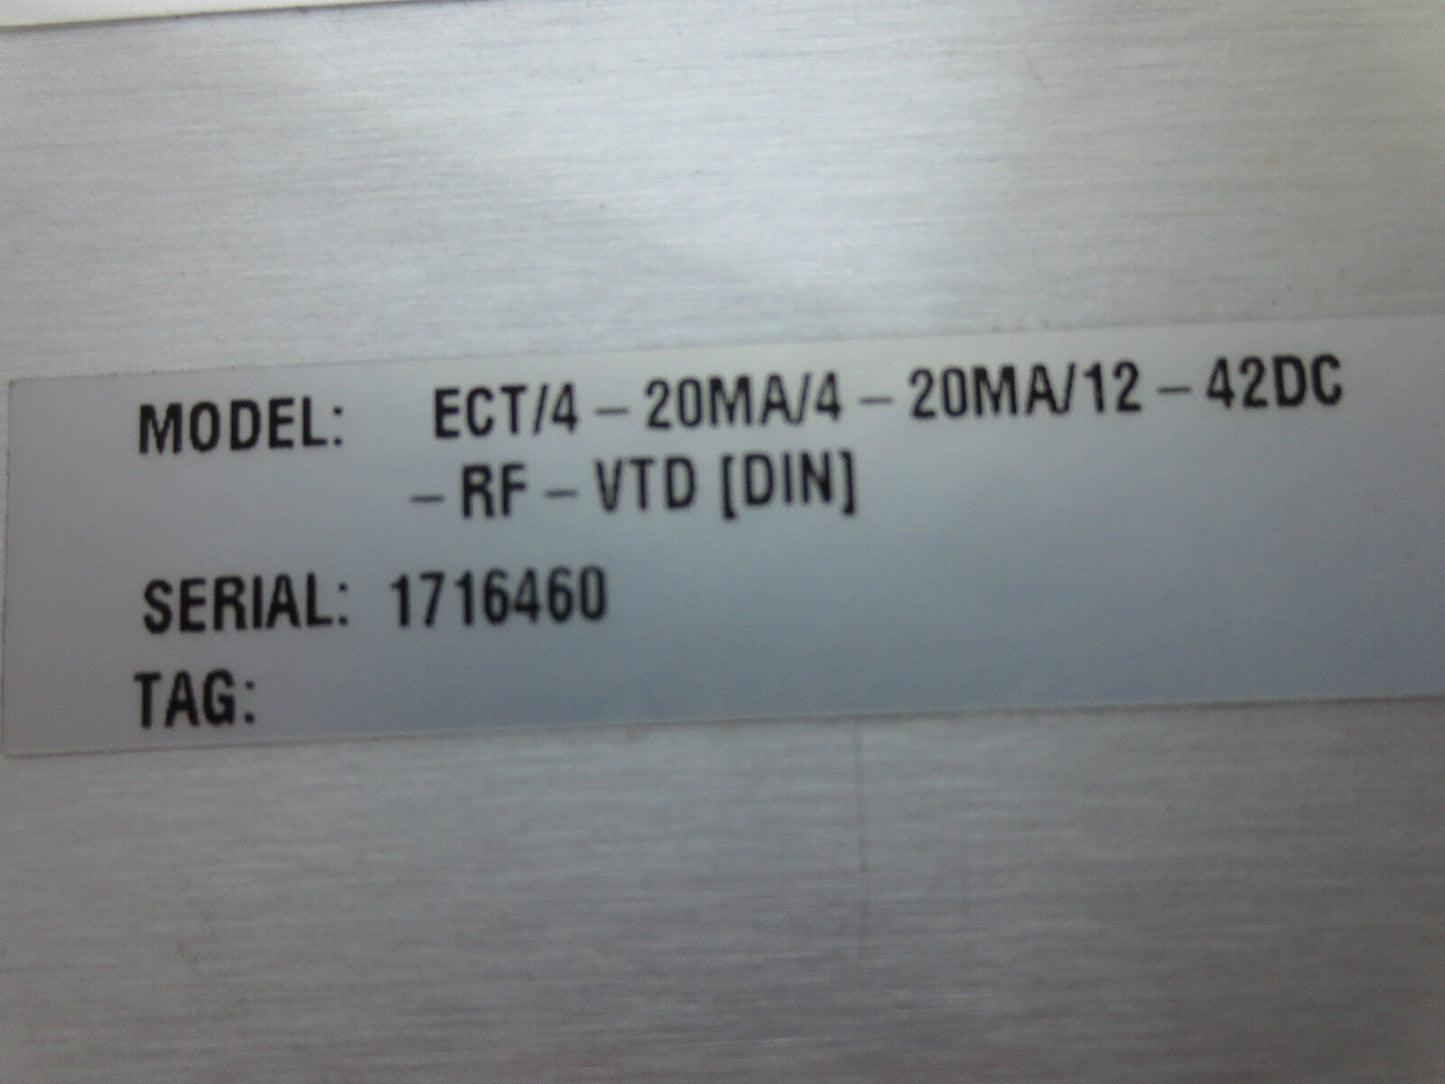 MODEL: ECT/4-20MA/4-20MA/12-42DC
-RF-VTD [DIN]
SERIAL: 1716460
TAG: